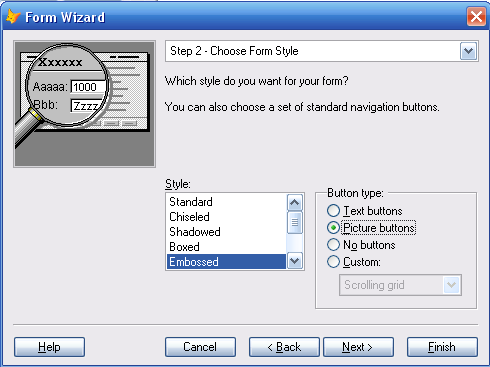 Form Wizard
Step 2 - Choose Form Style
Xxxxxx
Aaaaa: 1000
Bbb: Zzzz
Which style do you want for your form?
You can also choose a set of standard navigation buttons.
Style:
Standard
Chiseled
Shadowed
Boxed
Embossed
Button type:
Text buttons
Picture buttons
No buttons
Custom:
Scrolling grid
Help
Cancel
< Back
Next >
Finish